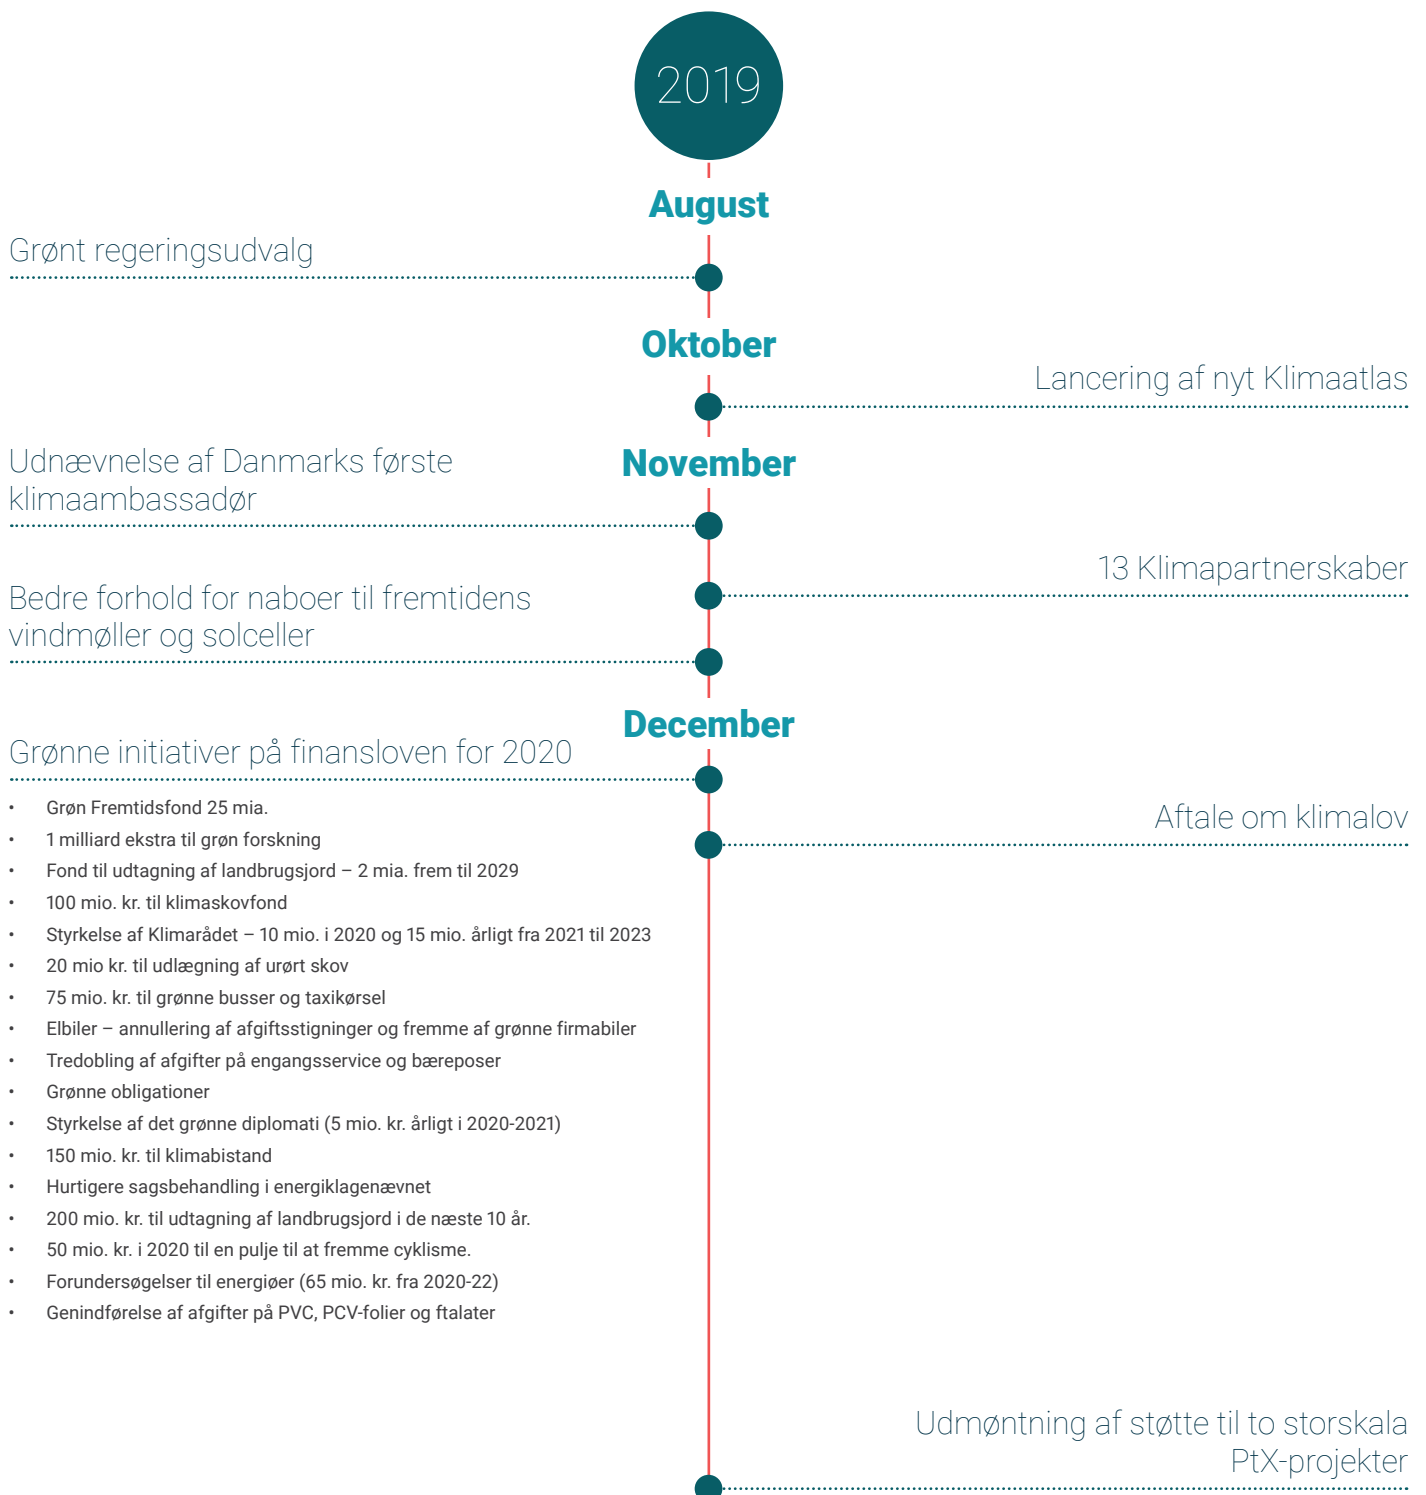 2019
August
Grønt regeringsudvalg
Oktober
Lancering af nyt Klimaatlas
November
Udnævnelse af Danmarks første
klimaambassadør
13 Klimapartnerskaber
Bedre forhold for naboer til fremtidens
vindmøller og solceller
December
Grønne initiativer på finansloven for 2020
• Grøn Fremtidsfond 25 mia.
• 1 milliard ekstra til grøn forskning
• Fond til udtagning af landbrugsjord – 2 mia. frem til 2029
• 100 mio. kr. til klimaskovfond
• Styrkelse af Klimarådet – 10 mio. i 2020 og 15 mio. årligt fra 2021 til 2023
• 20 mio kr. til udlægning af urørt skov
• 75 mio. kr. til grønne busser og taxikørsel
• Elbiler – annullering af afgiftsstigninger og fremme af grønne firmabiler
• Tredobling af afgifter på engangsservice og bæreposer
• Grønne obligationer
• Styrkelse af det grønne diplomati (5 mio. kr. årligt i 2020-2021)
• 150 mio. kr. til klimabistand
• Hurtigere sagsbehandling i energiklagenævnet
• 200 mio. kr. til udtagning af landbrugsjord i de næste 10 år.
• 50 mio. kr. i 2020 til en pulje til at fremme cyklisme.
• Forundersøgelser til energiøer (65 mio. kr. fra 2020-22)
• Genindførelse af afgifter på PVC, PCV-folier og ftalater
Aftale om klimalov
Udmøntning af støtte til to storskala
PtX-projekter